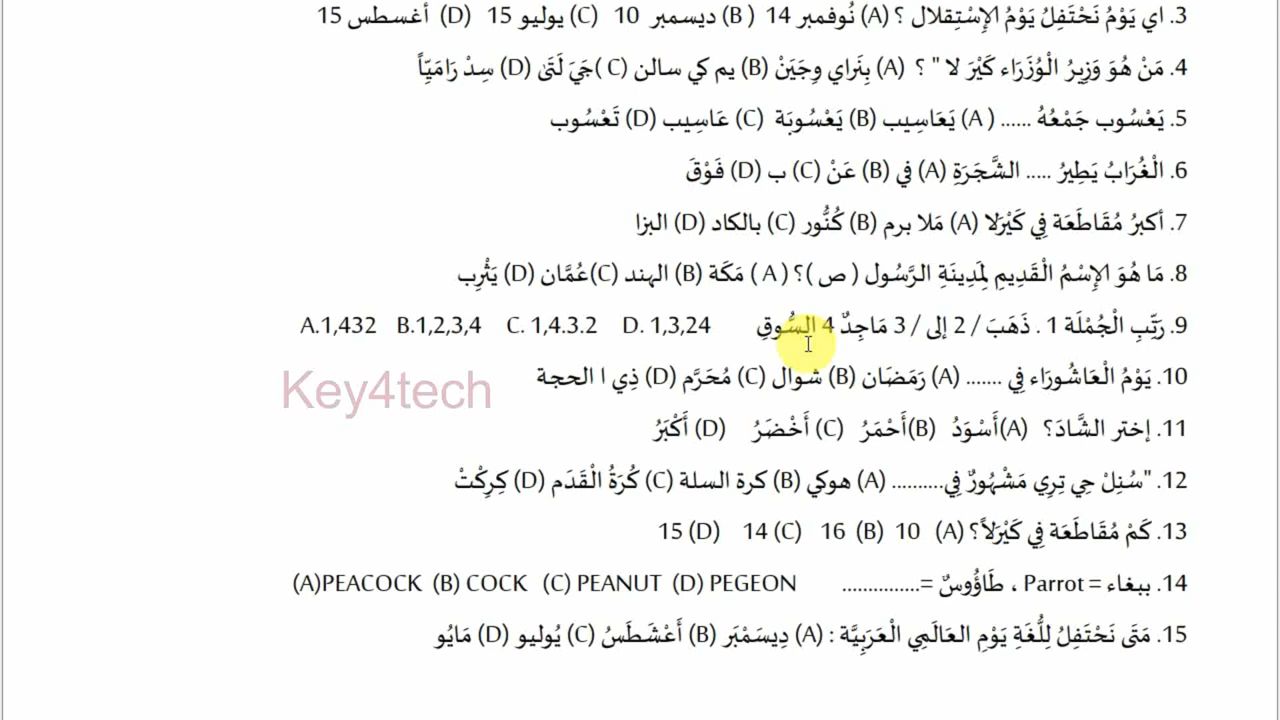 3. اي يَوْمُ نَحْتَفِلُ يَوْمُ الإِسْتِقلال ؟ (A) نُوفمبر 14 ( B) ديسمبر 10 (C) يوليو 15 (D) أغسطس 15
4. مَنْ هُوَ وَزِيرُ الْوُزَرَاء كَيْرَ لا " ؟ (A) بِنَراي وِجَيَنْ (B) يم كي سالن (C )جَيَ لَتَىٰ (D) سِدْ رَامَيَّاً
5. يَعْسُوب جَمْعُهُ ...... ( A) يَعَاسِيب (B) يَعْسُوبَة (C) عَاسِيب (D) تَعْسُوب
6. الْغُرَابُ يَطِيرُ ..... الشَّجَرَةِ (A) في (B) عَنْ (C) ب (D) فَوْقَ
7. أكبرُ مُقَاطَعَة فِي كَيْرَلا (A) مَلا برم (B) كُنُّور (C) بالكاد (D) البزا
8. مَا هُوَ الإِسْمُ الْقَدِيمِ لِمَدِينَةِ الرَّسُول ( ص )؟ ( A ) مَكَة (B) الهند (C)عُمَّان (D) يَثْرِب
9. رَتِّبِ الْجُمْلَة 1 . ذَهَبَ / 2 إلى / 3 مَاجِدٌ 4 السُّوقِ A.1,432 B.1,2,3,4 C. 1,4.3.2 D. 1,3,24
Key4tech
10. يَوْمُ الْعَاشُورَاء فِي ....... (A) رَمَضَان (B) شوال (C) مُحَرَّم (D) ذِي ا الحجة
11. إختر الشَّادَ؟ (A)أَسْوَدُ (B)أَحْمَرُ (C) أَخْضَرُ (D) أَكْبَرُ
12. "سُنِلْ حِي تِرِي مَشْهُورٌ فِي.......... (A) هوكي (B) كرة السلة (C) كُرَةُ الْقَدَم (D) كِرِكْتْ
13. كَمْ مُقَاطَعَة فِي كَيْرَلاً؟ (A) 10 (B) 16 (C) 14 (D) 15
14. ببغاء = Parrot ، طَاؤُوسٌ =............... (A)PEACOCK (B) COCK (C) PEANUT (D) PEGEON
15. مَتَى نَحْتَفِلُ لِلُّغَةِ يَوْمِ العَالَمِي الْعَرَبِيَّة : (A) دِيسَمْبَر (B) أَعْشَطَسُ (C) يُوليو (D) مَايُو